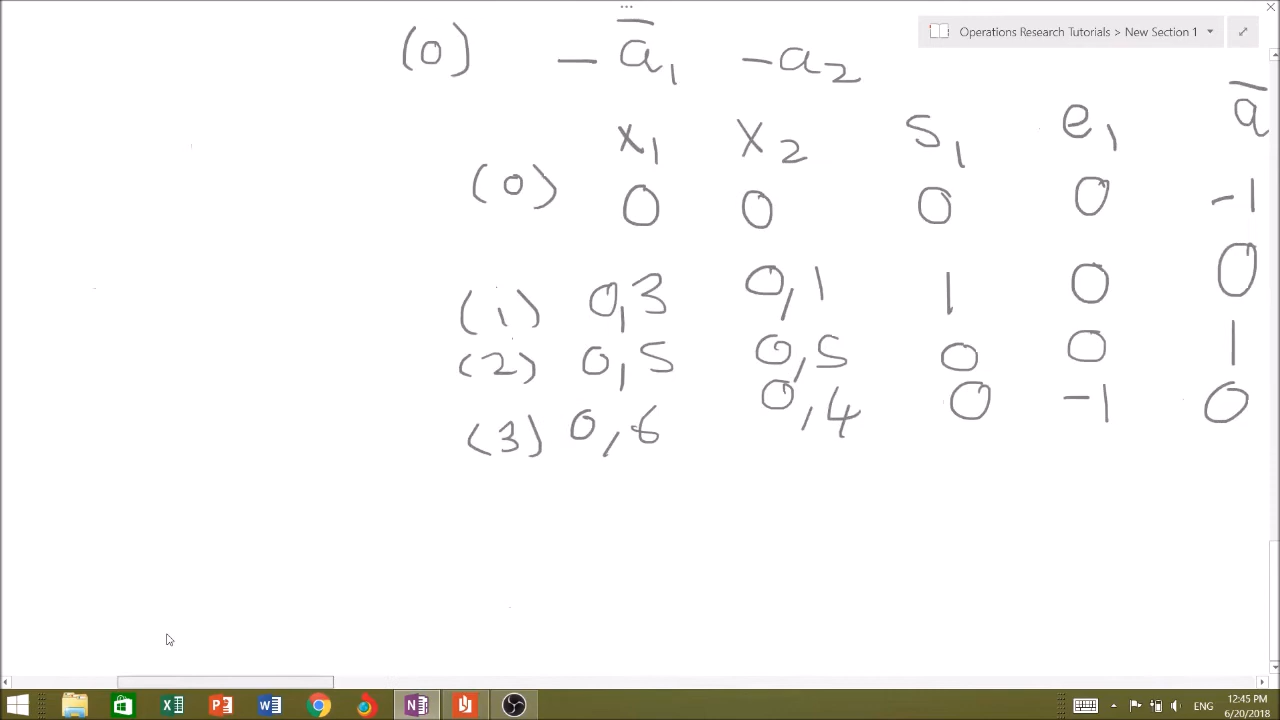 ...
Operations Research Tutorials > New Section 1
(0) − a̅₁ −a₂
x₁ x₂ s₁ e₁ a̅
(0) 0 0 0 0 -1
(1) 0,3 0,1 1 0 0
(2) 0,5 0,5 0 0 1
(3) 0,6 0,4 0 -1 0
ENG
12:45 PM
6/20/2018